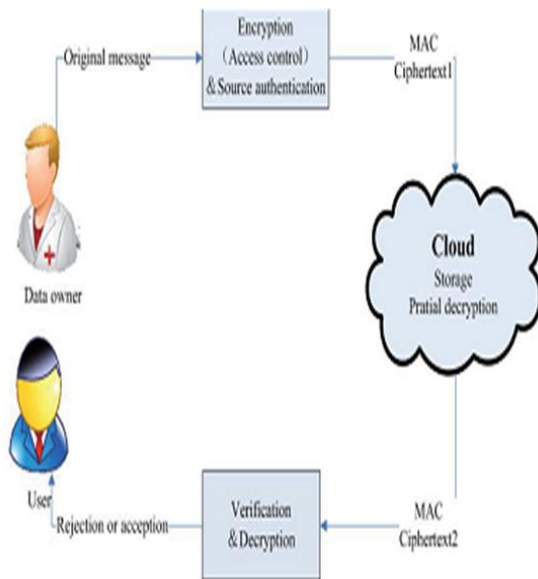 Original message
Encryption
(Access control)
& Source authentication
MAC
Ciphertext1
Data owner
Cloud
Storage
Pratial decryption
User
Rejection or acception
Verification
& Decryption
MAC
Ciphertext2